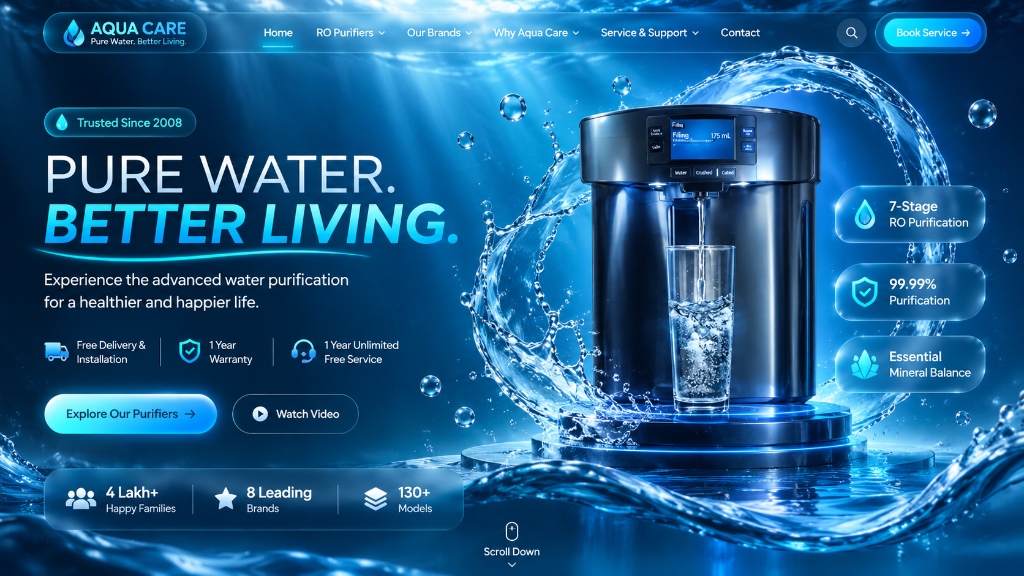 AQUA CARE
Pure Water. Better Living.
Home
RO Purifiers
Our Brands
Why Aqua Care
Service & Support
Contact
Book Service
Trusted Since 2008
PURE WATER.
BETTER LIVING.
Experience the advanced water purification
for a healthier and happier life.
Free Delivery &
Installation
1 Year
Warranty
1 Year Unlimited
Free Service
Explore Our Purifiers
Watch Video
4 Lakh+
Happy Families
8 Leading
Brands
130+
Models
Filing
Filing 175 mL
Water Crushed Cubed
7-Stage
RO Purification
99.99%
Purification
Essential
Mineral Balance
Scroll Down